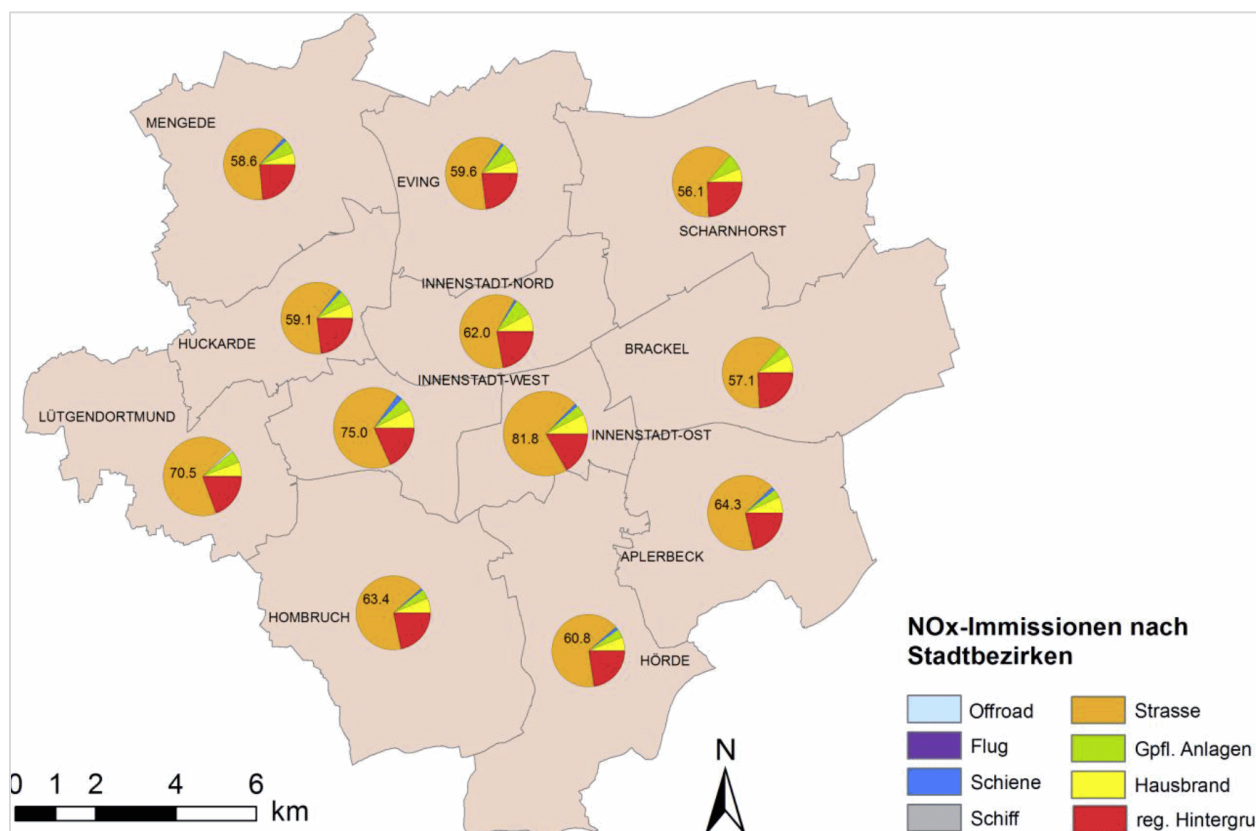 MENGEDE
58.6
EVING
59.6
56.1
SCHARNHORST
INNENSTADT-NORD
62.0
59.1
HUCKARDE
BRACKEL
57.1
INNENSTADT-WEST
LÜTGENDORTMUND
75.0
81.8
INNENSTADT-OST
70.5
64.3
APLERBECK
HOMBRUCH
63.4
60.8
HÖRDE
NOx-Immissionen nach
Stadtbezirken
Offroad
Flug
Schiene
Schiff
Strasse
Gpfl. Anlagen
Hausbrand
reg. Hintergru
N
0 1 2 4 6
km